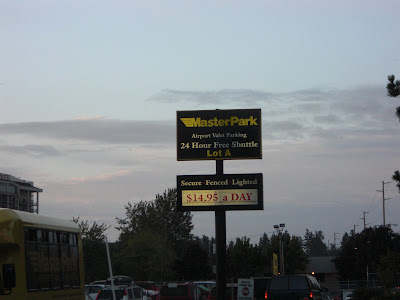 MasterPark
Airport Valet Parking
24 Hour Free Shuttle
Lot A
Secure Fenced Lighted
$14.95 a DAY